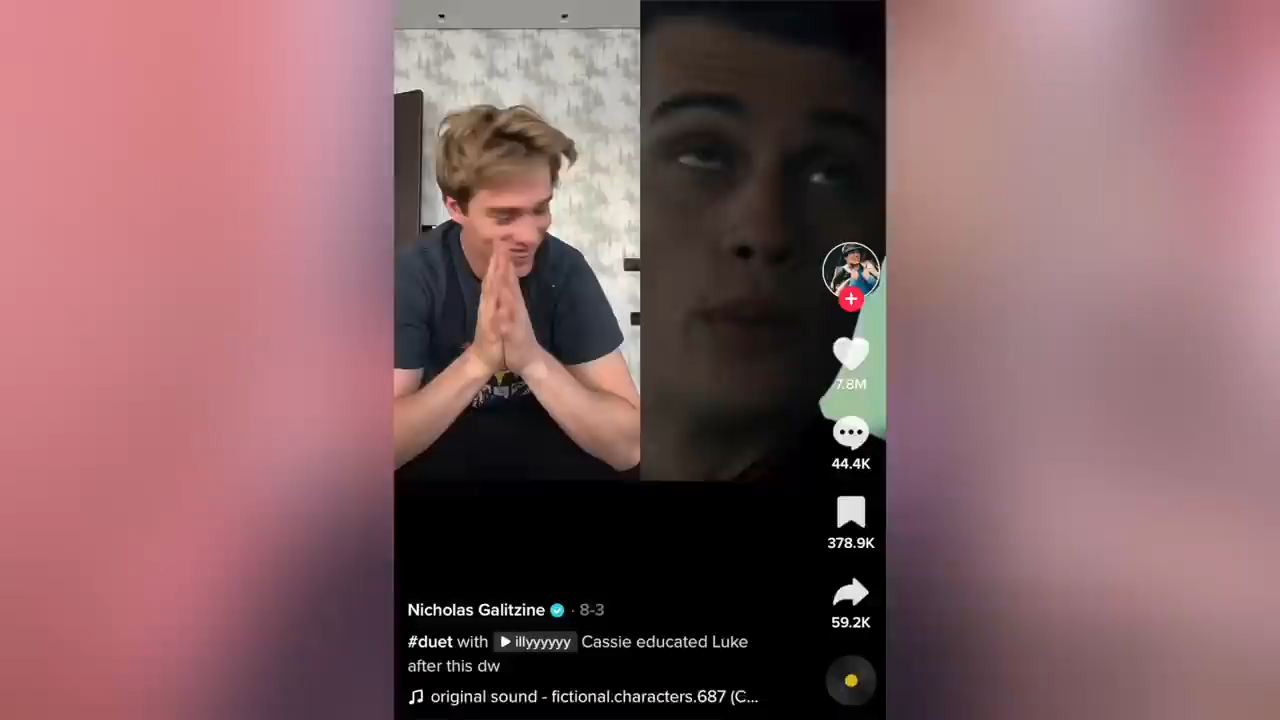 7.8M
44.4K
378.9K
59.2K
Nicholas Galitzine · 8-3
#duet with illyyyyyy Cassie educated Luke
after this dw
original sound - fictional.characters.687 (C...